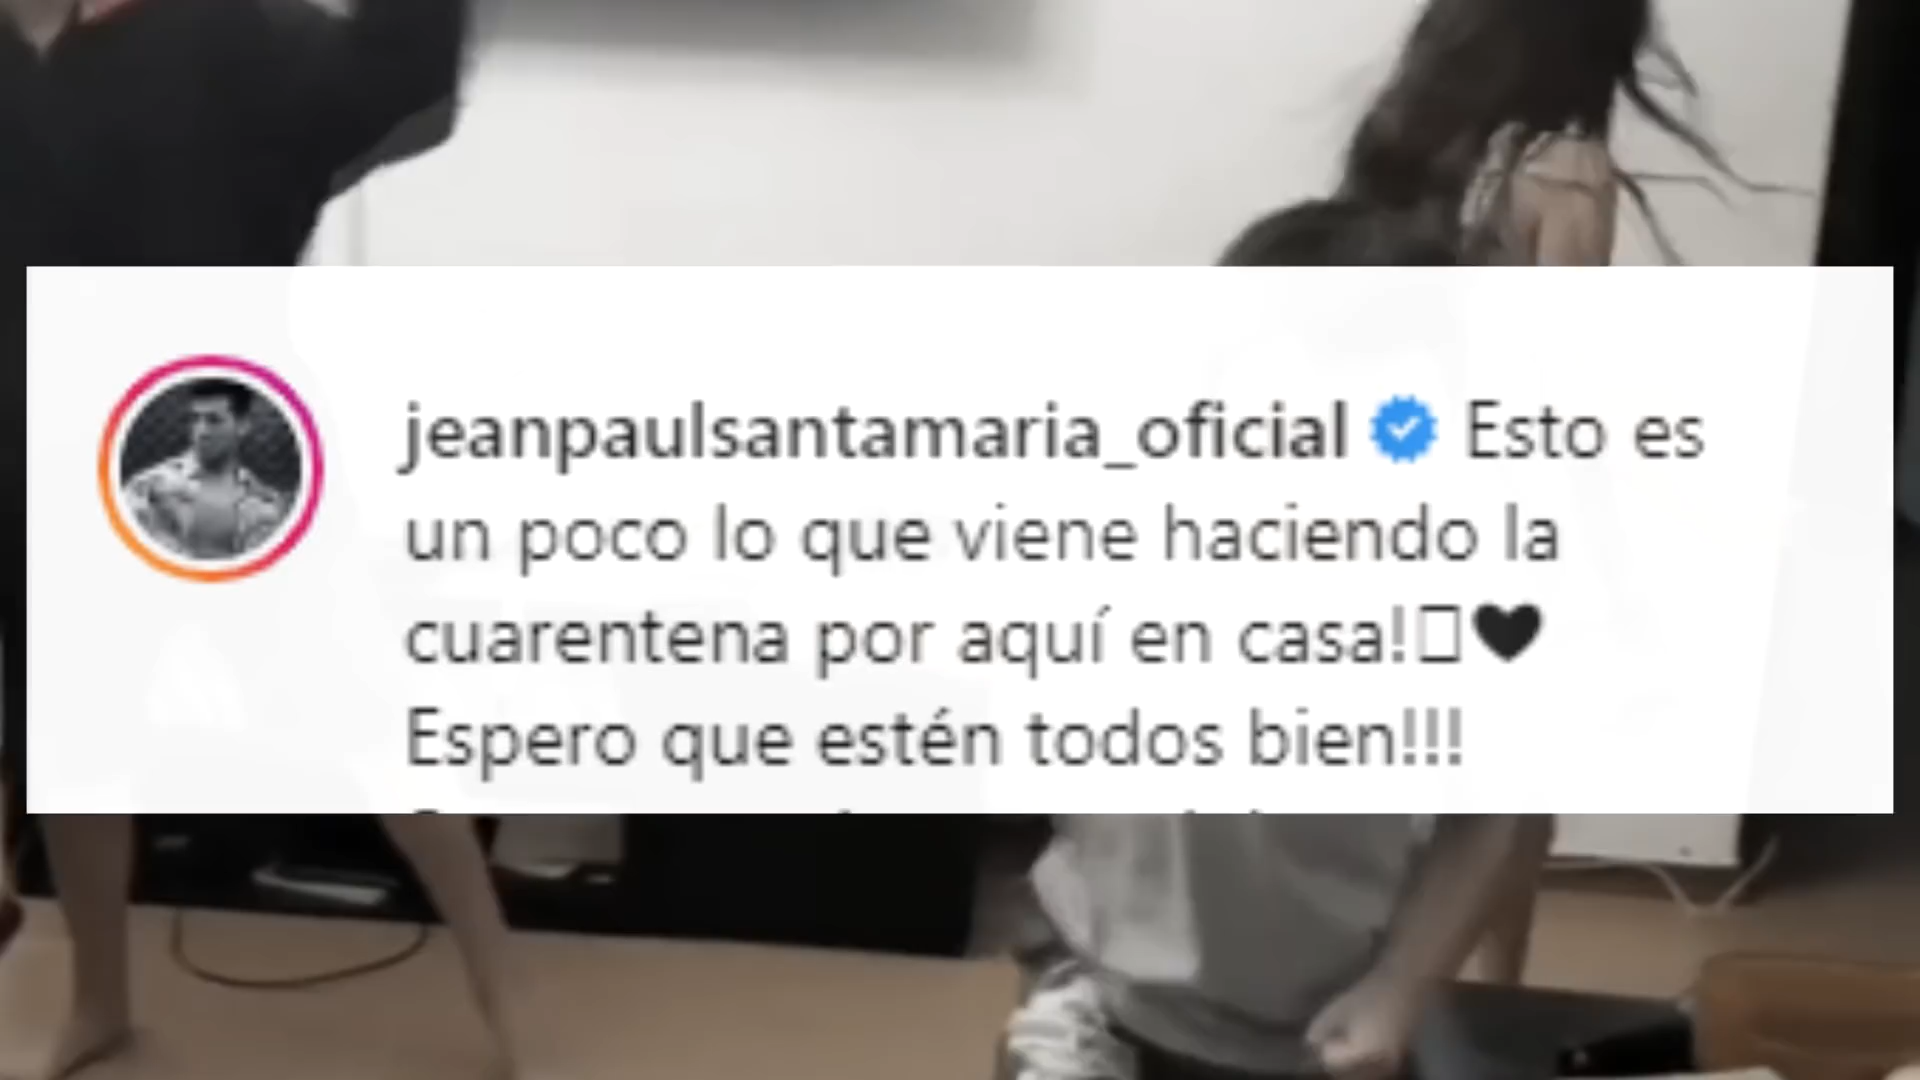 jeanpaulsantamaria_oficial Esto es
un poco lo que viene haciendo la
cuarentena por aquí en casa!□🖤
Espero que estén todos bien!!!